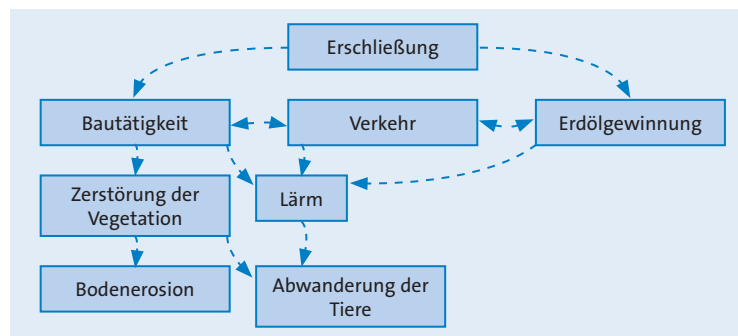 Erschließung
Bautätigkeit
Verkehr
Erdölgewinnung
Zerstörung der
Vegetation
Lärm
Bodenerosion
Abwanderung der
Tiere